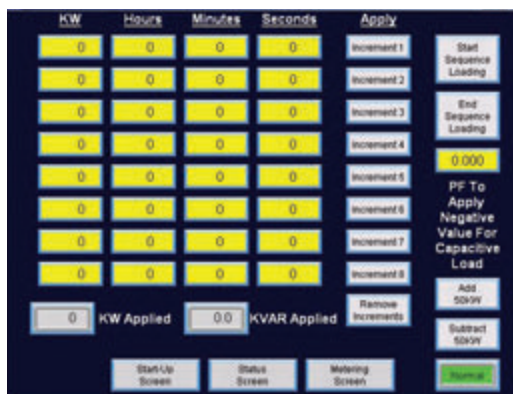 KW Hours Minutes Seconds Apply
0 0 0 0 Increment 1
0 0 0 0 Increment 2
0 0 0 0 Increment 3
0 0 0 0 Increment 4
0 0 0 0 Increment 5
0 0 0 0 Increment 6
0 0 0 0 Increment 7
0 0 0 0 Increment 8
0 KW Applied 0.0 KVAR Applied
Remove
Increments
Start-Up
Screen
Status
Screen
Metering
Screen
Start
Sequence
Loading
End
Sequence
Loading
0.000
PF To
Apply
Negative
Value For
Capacitive
Load
Add
50kW
Subtract
50kW
Normal